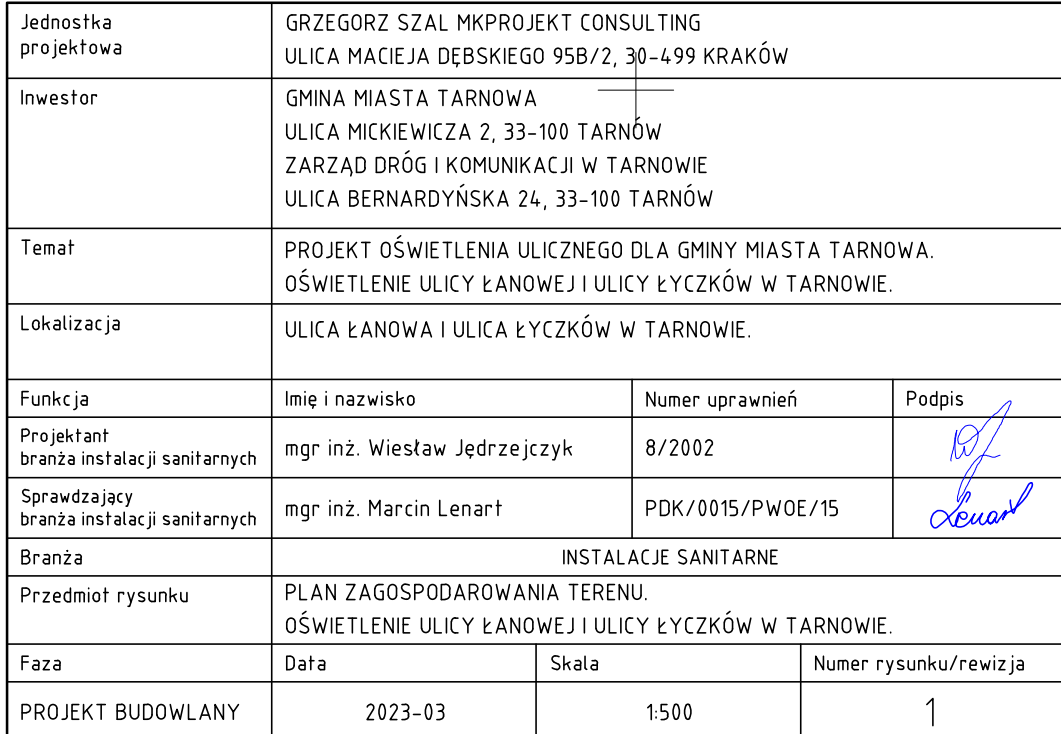 Jednostka
projektowa
GRZEGORZ SZAL MKPROJEKT CONSULTING
ULICA MACIEJA DĘBSKIEGO 95B/2, 30-499 KRAKÓW
Inwestor
GMINA MIASTA TARNOWA
ULICA MICKIEWICZA 2, 33-100 TARNÓW
ZARZĄD DRÓG I KOMUNIKACJI W TARNOWIE
ULICA BERNARDYŃSKA 24, 33-100 TARNÓW
Temat
PROJEKT OŚWIETLENIA ULICZNEGO DLA GMINY MIASTA TARNOWA.
OŚWIETLENIE ULICY ŁANOWEJ I ULICY ŁYCZKÓW W TARNOWIE.
Lokalizacja
ULICA ŁANOWA I ULICA ŁYCZKÓW W TARNOWIE.
Funkcja Imię i nazwisko Numer uprawnień Podpis
Projektant
branża instalacji sanitarnych
mgr inż. Wiesław Jędrzejczyk 8/2002
Sprawdzający
branża instalacji sanitarnych
mgr inż. Marcin Lenart PDK/0015/PWOE/15 Lenart
Branża INSTALACJE SANITARNE
Przedmiot rysunku
PLAN ZAGOSPODAROWANIA TERENU.
OŚWIETLENIE ULICY ŁANOWEJ I ULICY ŁYCZKÓW W TARNOWIE.
Faza Data Skala Numer rysunku/rewizja
PROJEKT BUDOWLANY 2023-03 1:500 1